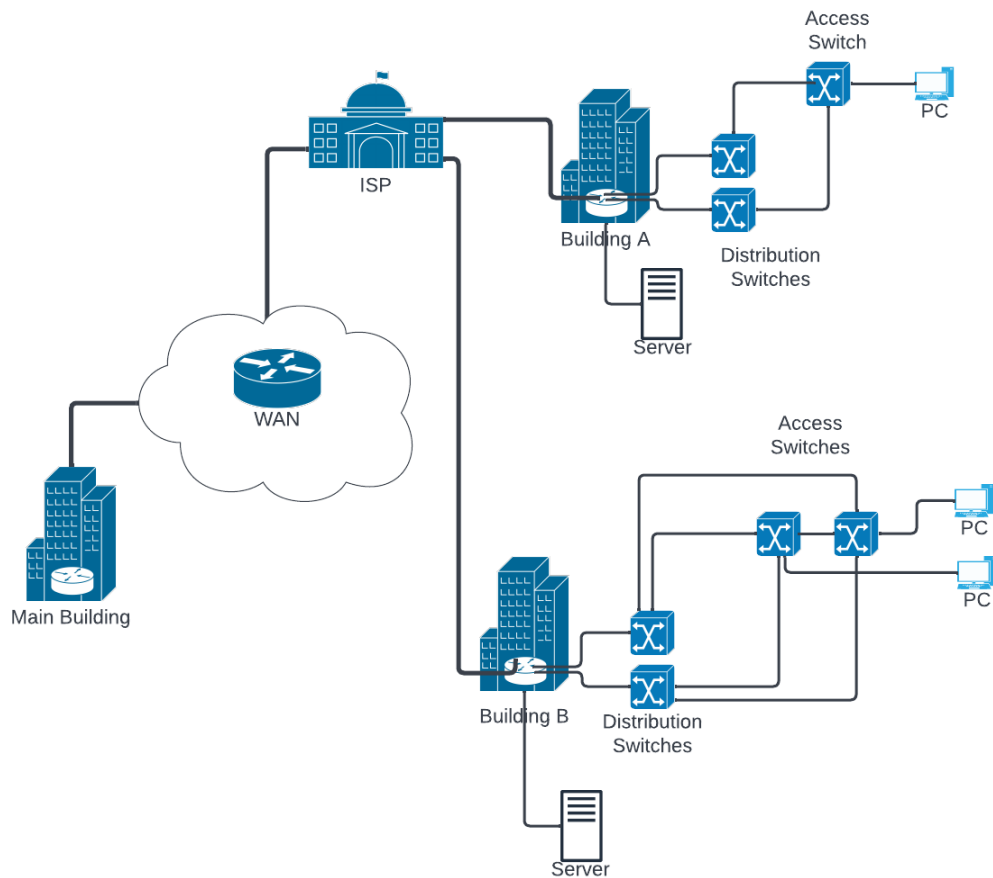 Access
Switch
PC
ISP
Building A
Distribution
Switches
Server
WAN
Main Building
Access
Switches
PC
PC
Building B
Distribution
Switches
Server